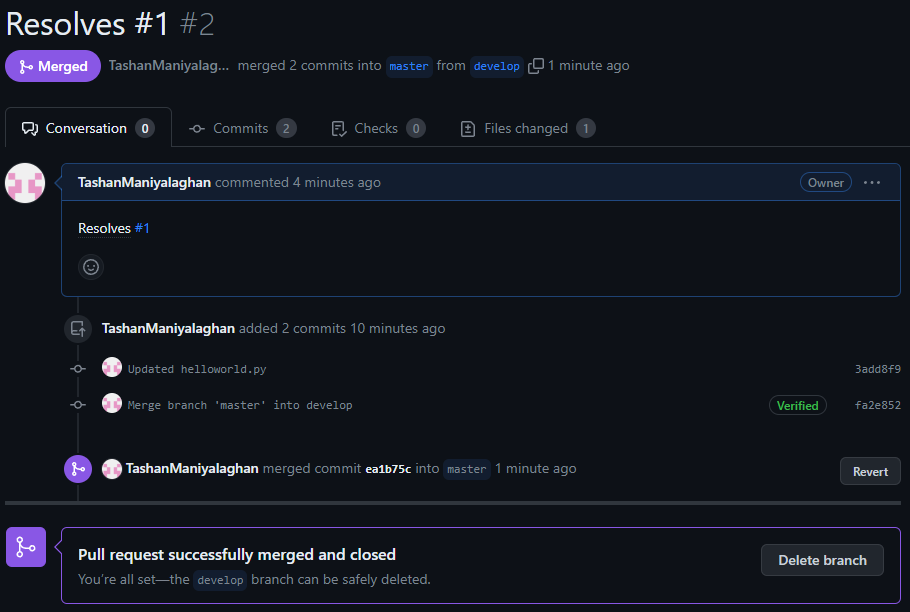 Resolves #1 #2
Merged TashanManiyalag... merged 2 commits into master from develop 1 minute ago
Conversation 0 Commits 2 Checks 0 Files changed 1
TashanManiyalaghan commented 4 minutes ago Owner ...
Resolves #1
TashanManiyalaghan added 2 commits 10 minutes ago
Updated helloworld.py 3add8f9
Merge branch 'master' into develop Verified fa2e852
TashanManiyalaghan merged commit ea1b75c into master 1 minute ago Revert
Pull request successfully merged and closed
You're all set—the develop branch can be safely deleted.
Delete branch